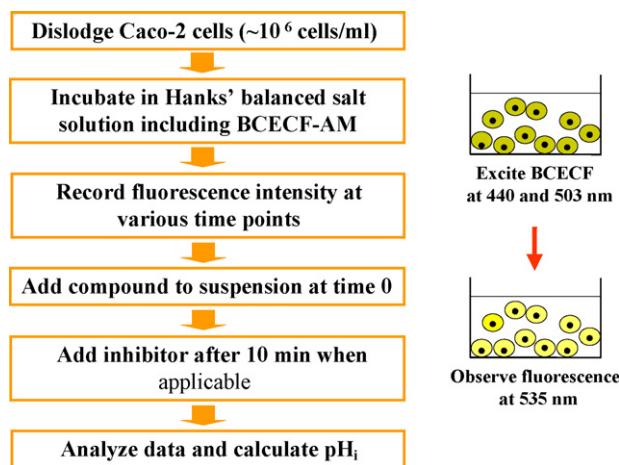 Dislodge Caco-2 cells (~10⁶ cells/ml)
Incubate in Hanks' balanced salt
solution including BCECF-AM
Record fluorescence intensity at
various time points
Add compound to suspension at time 0
Add inhibitor after 10 min when
applicable
Analyze data and calculate pHᵢ
Excite BCECF
at 440 and 503 nm
Observe fluorescence
at 535 nm